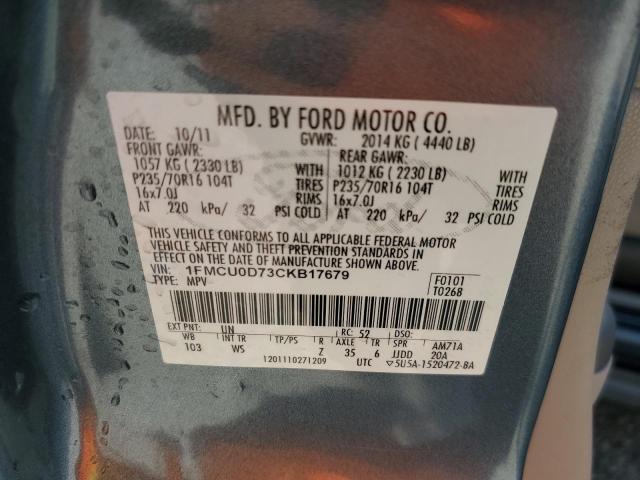 MFD. BY FORD MOTOR CO.
DATE: 10/11 GVWR: 2014 KG ( 4440 LB)
FRONT GAWR: REAR GAWR:
1057 KG ( 2330 LB) WITH 1012 KG ( 2230 LB) WITH
P235/70R16 104T TIRES P235/70R16 104T TIRES
16x7.0J RIMS 16x7.0J RIMS
AT 220 kPa/ 32 PSI COLD AT 220 kPa/ 32 PSI COLD
THIS VEHICLE CONFORMS TO ALL APPLICABLE FEDERAL MOTOR
VEHICLE SAFETY AND THEFT PREVENTION STANDARDS IN
EFFECT ON THE DATE OF MANUFACTURE SHOWN ABOVE.
VIN: 1FMCU0D73CKB17679 F0101
TYPE: MPV T0268
EXT PNT: UN RC: 52 DSO:
WB INT TR TP/PS R AXLE TR SPR AM71A
103 WS Z 35 6 JJDD 20A
1201110271209 UTC ▽5U5A-1520472-BA